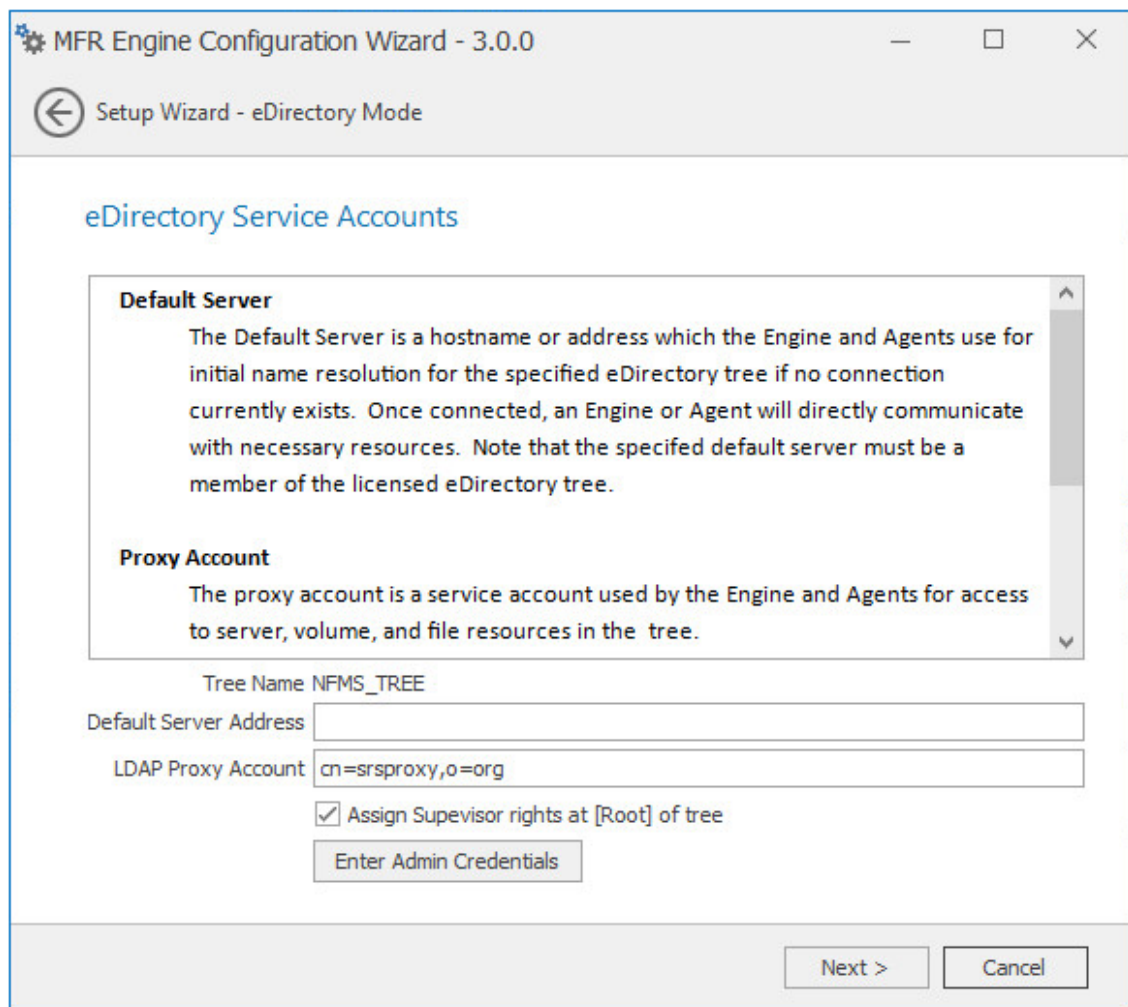 MFR Engine Configuration Wizard - 3.0.0
Setup Wizard - eDirectory Mode
eDirectory Service Accounts
Default Server
The Default Server is a hostname or address which the Engine and Agents use for
initial name resolution for the specified eDirectory tree if no connection
currently exists.  Once connected, an Engine or Agent will directly communicate
with necessary resources.  Note that the specifed default server must be a
member of the licensed eDirectory tree.
Proxy Account
The proxy account is a service account used by the Engine and Agents for access
to server, volume, and file resources in the  tree.
Tree Name NFMS_TREE
Default Server Address
LDAP Proxy Account cn=srsproxy,o=org
Assign Supevisor rights at [Root] of tree
Enter Admin Credentials
Next > Cancel